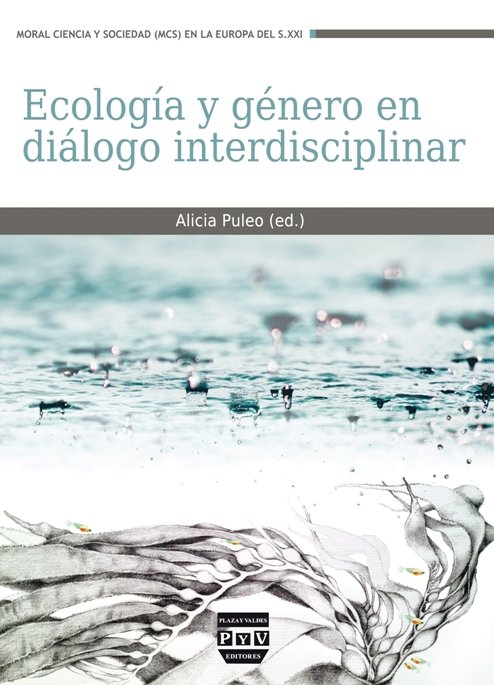 MORAL CIENCIA Y SOCIEDAD (MCS) EN LA EUROPA DEL S.XXI
Ecología y género en
diálogo interdisciplinar
Alicia Puleo (ed.)
PLAZA Y VALDES
PYV
EDITORES